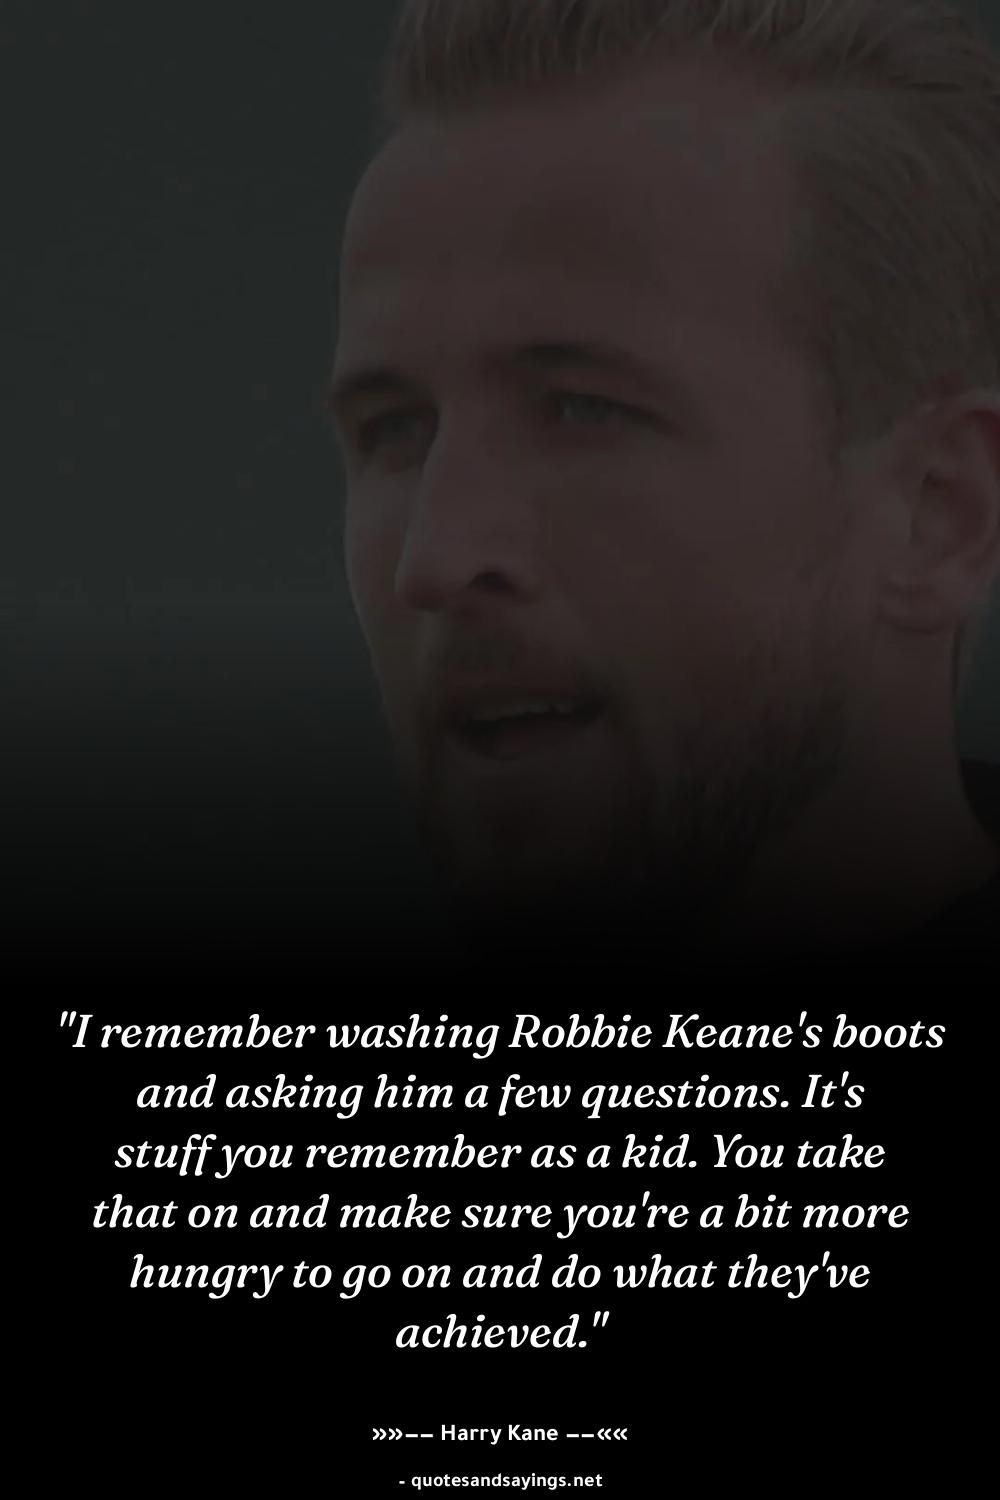 "I remember washing Robbie Keane's boots
and asking him a few questions. It's
stuff you remember as a kid. You take
that on and make sure you're a bit more
hungry to go on and do what they've
achieved."
»»–– Harry Kane ––««
- quotesandsayings.net